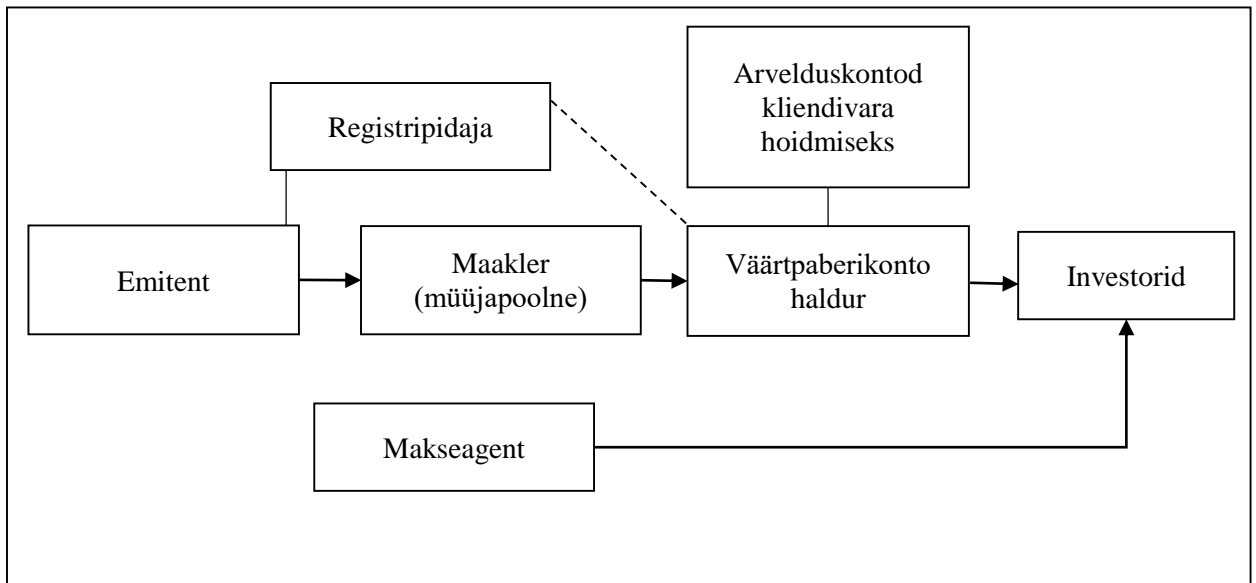 Arvelduskontod
kliendivara
hoidmiseks
Registripidaja
Emitent
Maakler
(müüjapoolne)
Väärtpaberikonto
haldur
Investorid
Makseagent